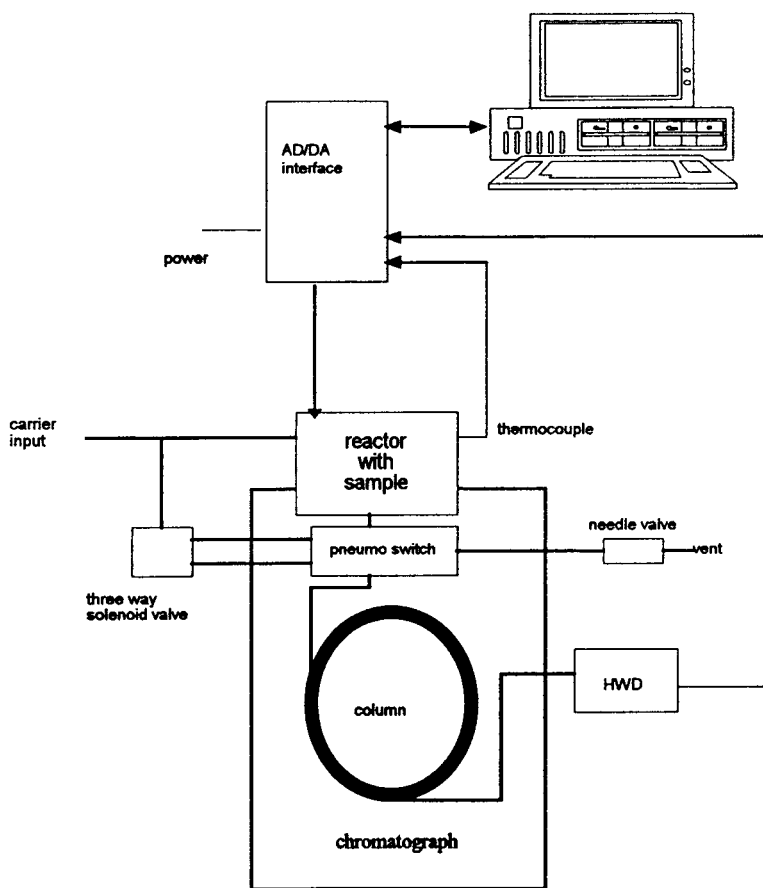 AD/DA
interface
power
carrier
input
reactor
with
sample
thermocouple
pneumo switch
needle valve
vent
three way
solenoid valve
column
HWD
chromatograph